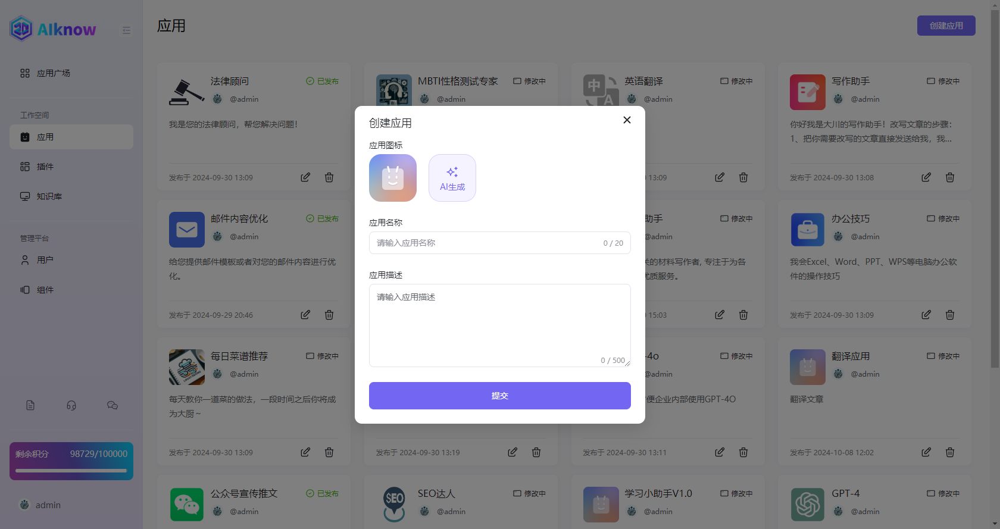 AIknow
应用广场
工作空间
应用
插件
知识库
管理平台
用户
组件
剩余积分 98729/100000
admin
应用
创建应用
法律顾问
已发布
@admin
我是您的法律顾问，帮您解决问题！
发布于 2024-09-30 13:09
MBTI性格测试专家
修改中
@admin
英语翻译
修改中
@admin
13:09
写作助手
修改中
@admin
你好我是大川的写作助手！改写文章的步骤：
1、把你需要改写的文章直接发送给我，我...
发布于 2024-09-30 13:08
邮件内容优化
已发布
@admin
给您提供邮件模板或者对您的邮件内容进行优
化。
发布于 2024-09-29 20:46
助手
修改中
@admin
的材料写作者, 专注于为各
优质服务。
15:03
办公技巧
修改中
@admin
我会Excel、Word、PPT、WPS等电脑办公软
件的操作技巧
发布于 2024-09-30 13:09
每日菜谱推荐
修改中
@admin
每天教你一道菜的做法，一段时间之后你将成
为大厨～
发布于 2024-09-30 13:09
发布于 2024-09-30 13:19
-4o
修改中
@admin
便企业内部使用GPT-4O
发布于 2024-09-30 13:11
翻译应用
修改中
@admin
翻译文章
发布于 2024-10-08 12:02
公众号宣传推文
已发布
@admin
SEO
SEO达人
修改中
@admin
学习小助手V1.0
修改中
@admin
GPT-4
修改中
@admin
创建应用
应用图标
AI生成
应用名称
请输入应用名称
0 / 20
应用描述
请输入应用描述
0 / 500
提交